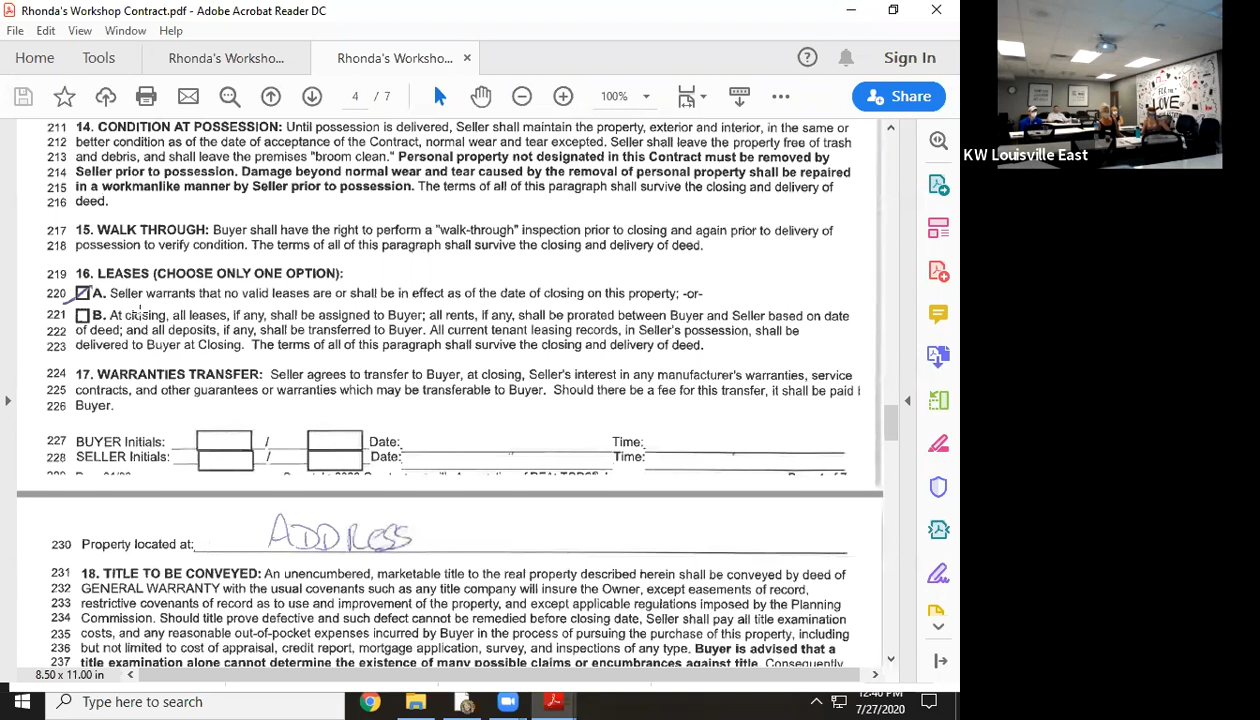 Rhonda's Workshop Contract.pdf - Adobe Acrobat Reader DC
File Edit View Window Help
Home Tools Rhonda's Worksho... Rhonda's Worksho... × Sign In
4 / 7 100% Share
211 14. CONDITION AT POSSESSION: Until possession is delivered, Seller shall maintain the property, exterior and interior, in the same or
212 better condition as of the date of acceptance of the Contract, normal wear and tear excepted. Seller shall leave the property free of trash
213 and debris, and shall leave the premises "broom clean." Personal property not designated in this Contract must be removed by
214 Seller prior to possession. Damage beyond normal wear and tear caused by the removal of personal property shall be repaired
215 in a workmanlike manner by Seller prior to possession. The terms of all of this paragraph shall survive the closing and delivery of
216 deed.
217 15. WALK THROUGH: Buyer shall have the right to perform a "walk-through" inspection prior to closing and again prior to delivery of
218 possession to verify condition. The terms of all of this paragraph shall survive the closing and delivery of deed.
219 16. LEASES (CHOOSE ONLY ONE OPTION):
220 A. Seller warrants that no valid leases are or shall be in effect as of the date of closing on this property; -or-
221 B. At closing, all leases, if any, shall be assigned to Buyer; all rents, if any, shall be prorated between Buyer and Seller based on date
222 of deed; and all deposits, if any, shall be transferred to Buyer. All current tenant leasing records, in Seller's possession, shall be
223 delivered to Buyer at Closing. The terms of all of this paragraph shall survive the closing and delivery of deed.
224 17. WARRANTIES TRANSFER: Seller agrees to transfer to Buyer, at closing, Seller's interest in any manufacturer's warranties, service
225 contracts, and other guarantees or warranties which may be transferable to Buyer. Should there be a fee for this transfer, it shall be paid
226 Buyer.
227 BUYER Initials: / Date: Time:
228 SELLER Initials: / Date: Time:
230 Property located at: ADDRESS
231 18. TITLE TO BE CONVEYED: An unencumbered, marketable title to the real property described herein shall be conveyed by deed of
232 GENERAL WARRANTY with the usual covenants such as any title company will insure the Owner, except easements of record,
233 restrictive covenants of record as to use and improvement of the property, and except applicable regulations imposed by the Planning
234 Commission. Should title prove defective and such defect cannot be remedied before closing date, Seller shall pay all title examination
235 costs, and any reasonable out-of-pocket expenses incurred by Buyer in the process of pursuing the purchase of this property, including
236 but not limited to cost of appraisal, credit report, mortgage application, survey, and inspections of any type. Buyer is advised that a
237 title examination alone cannot determine the existence of many possible claims or encumbrances against title. Consequently
8.50 x 11.00 in
Type here to search
12:40 PM
7/27/2020
KW Louisville East
FOR THE
LOVE
OF